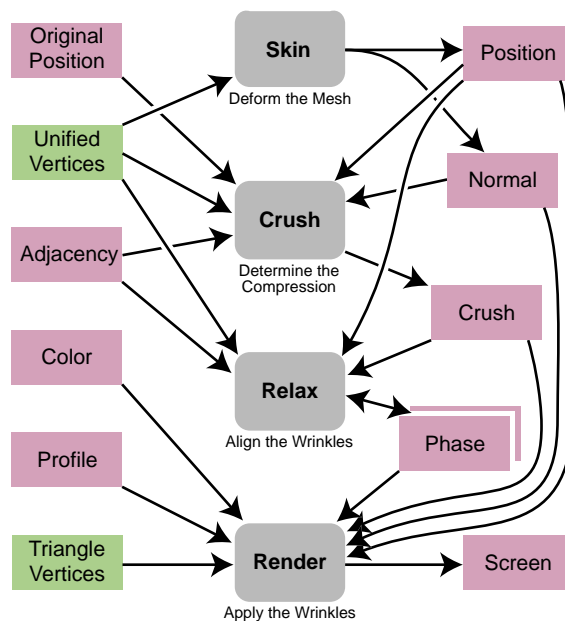 Original
Position
Skin
Position
Deform the Mesh
Unified
Vertices
Normal
Crush
Adjacency
Determine the
Compression
Crush
Color
Relax
Align the Wrinkles
Phase
Profile
Triangle
Vertices
Render
Screen
Apply the Wrinkles